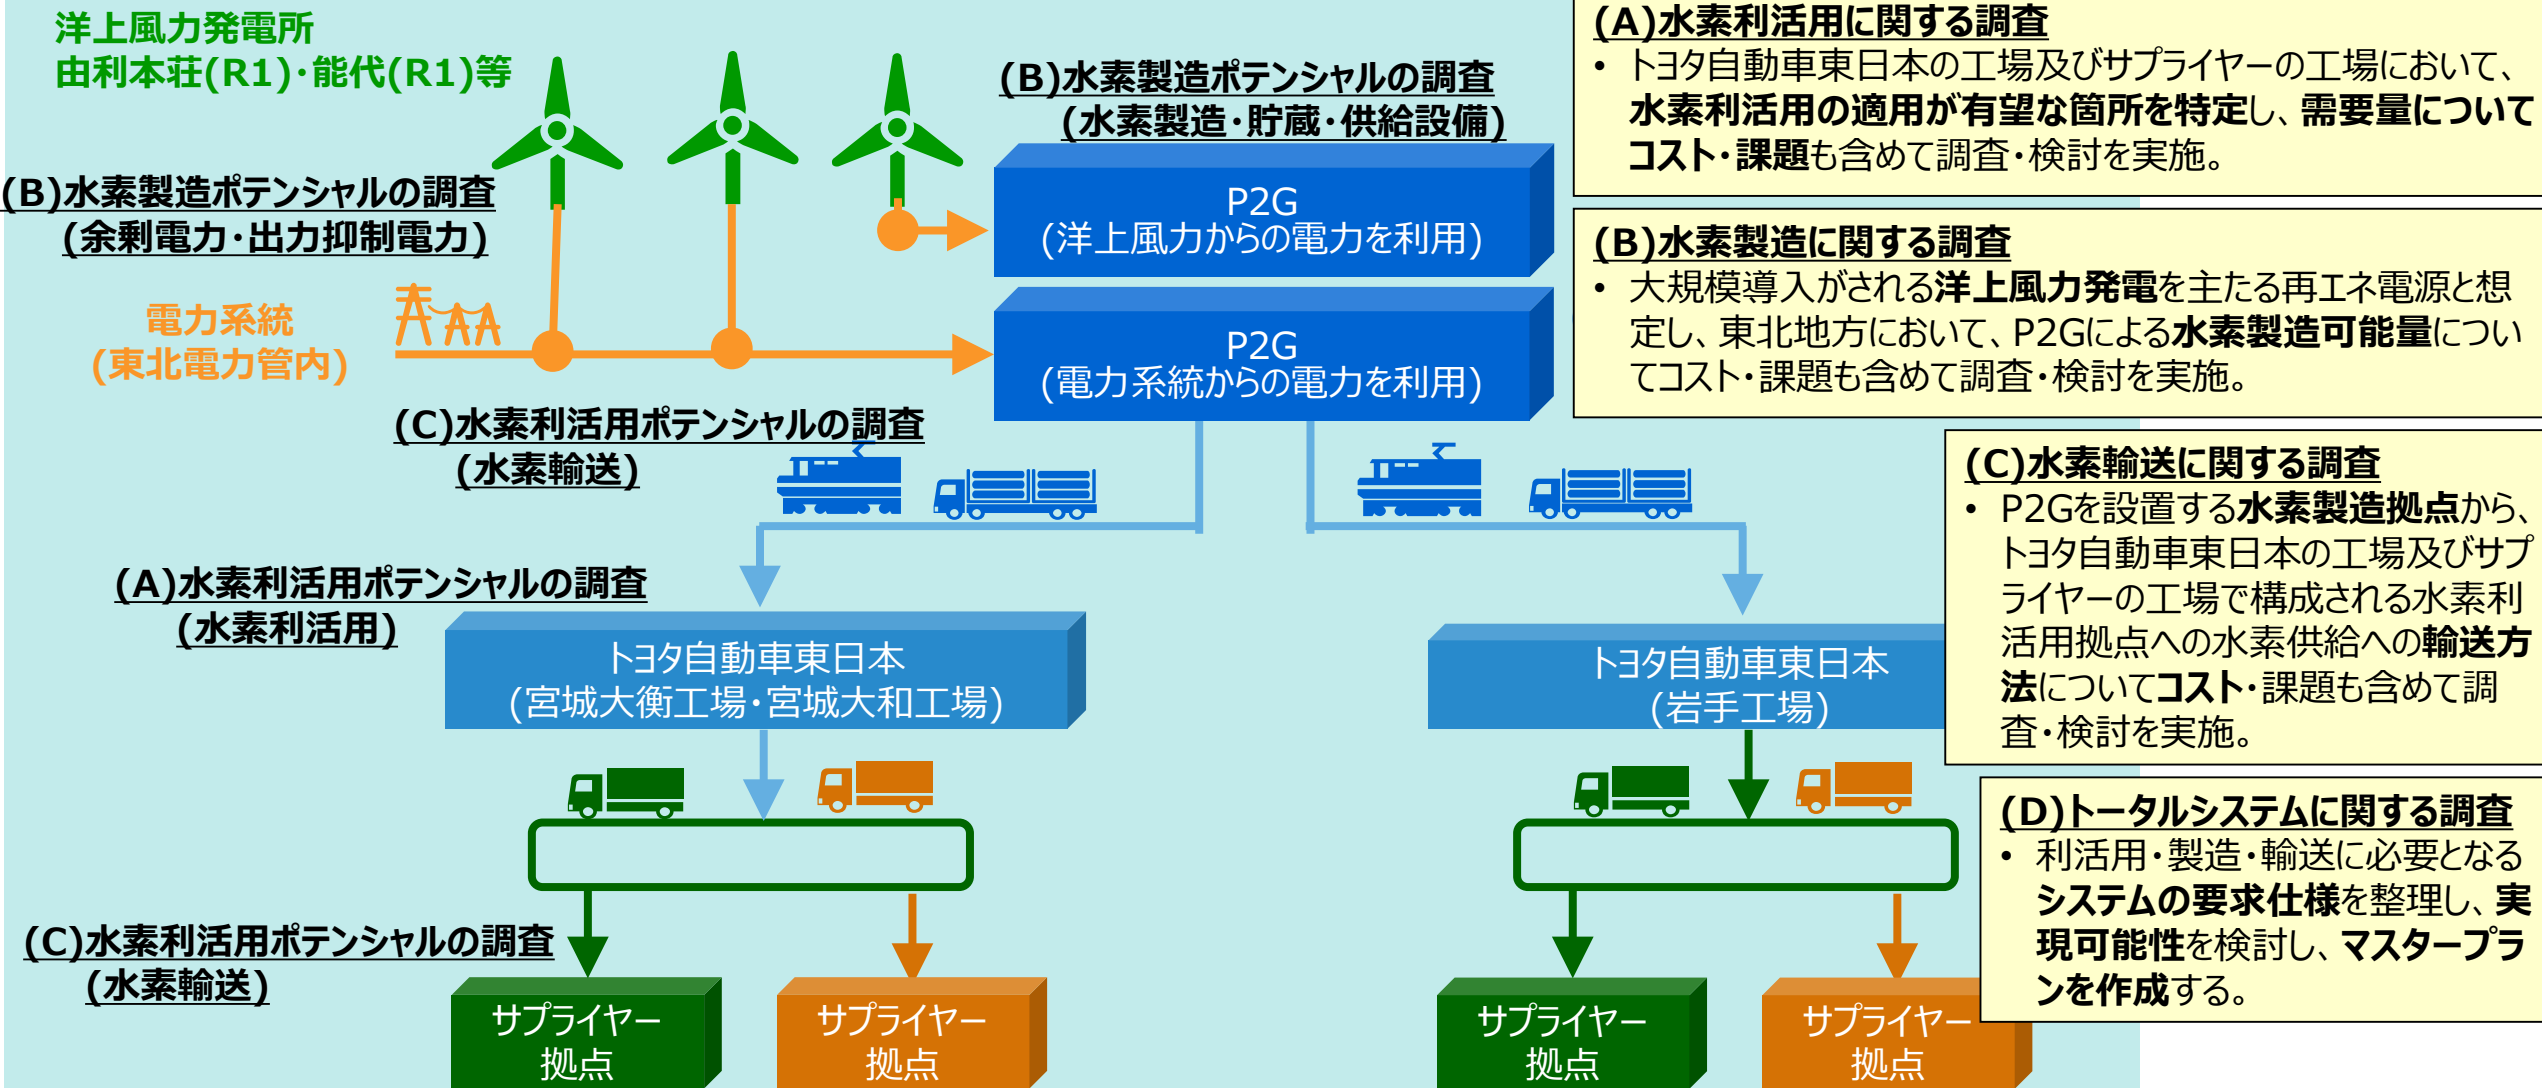 洋上風力発電所
由利本荘(R1)・能代(R1)等
(B)水素製造ポテンシャルの調査
(水素製造・貯蔵・供給設備)
(B)水素製造ポテンシャルの調査
(余剰電力・出力抑制電力)
P2G
(洋上風力からの電力を利用)
電力系統
(東北電力管内)
P2G
(電力系統からの電力を利用)
(C)水素利活用ポテンシャルの調査
(水素輸送)
(A)水素利活用ポテンシャルの調査
(水素利活用)
トヨタ自動車東日本
(宮城大衡工場・宮城大和工場)
トヨタ自動車東日本
(岩手工場)
(C)水素利活用ポテンシャルの調査
(水素輸送)
サプライヤー
拠点
サプライヤー
拠点
サプライヤー
拠点
サプライヤー
拠点
(A)水素利活用に関する調査
• トヨタ自動車東日本の工場及びサプライヤーの工場において、
水素利活用の適用が有望な箇所を特定し、需要量について
コスト・課題も含めて調査・検討を実施。
(B)水素製造に関する調査
• 大規模導入がされる洋上風力発電を主たる再エネ電源と想
定し、東北地方において、P2Gによる水素製造可能量につい
てコスト・課題も含めて調査・検討を実施。
(C)水素輸送に関する調査
• P2Gを設置する水素製造拠点から、
トヨタ自動車東日本の工場及びサプ
ライヤーの工場で構成される水素利
活用拠点への水素供給への輸送方
法についてコスト・課題も含めて調
査・検討を実施。
(D)トータルシステムに関する調査
• 利活用・製造・輸送に必要となる
システムの要求仕様を整理し、実
現可能性を検討し、マスタープラ
ンを作成する。